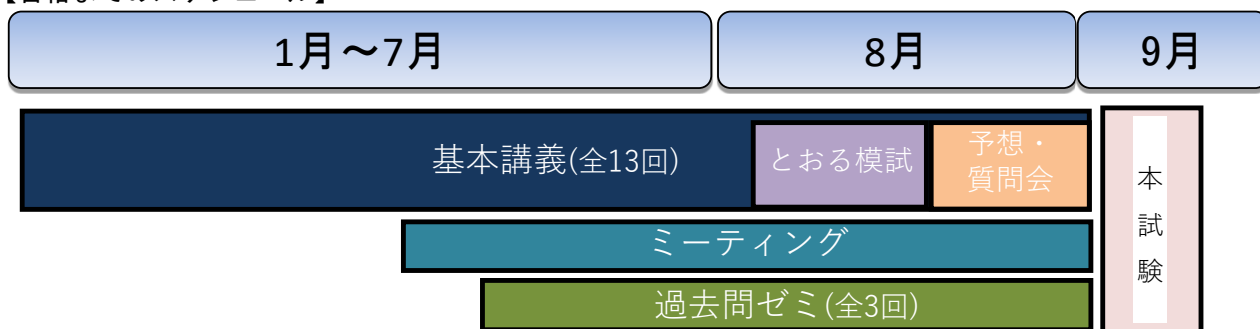 1月～7月
8月
9月
基本講義(全13回)
とおる模試
予想・
質問会
本
試
験
ミーティング
過去問ゼミ(全3回)